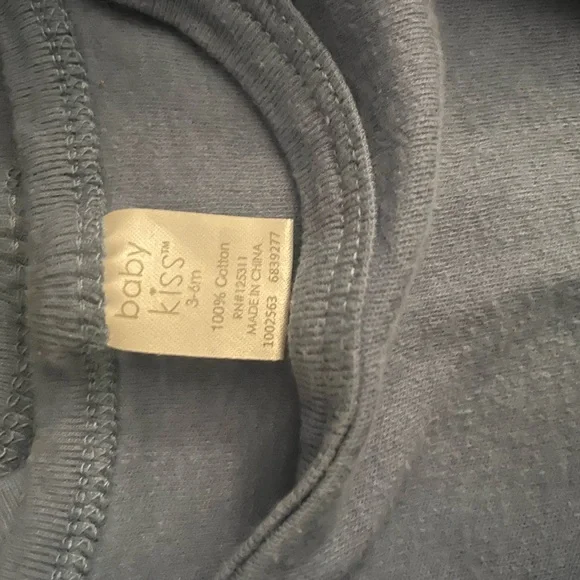 baby
kiss™
3-6m
100% Cotton
RN#125311
MADE IN CHINA
1002563 6839277